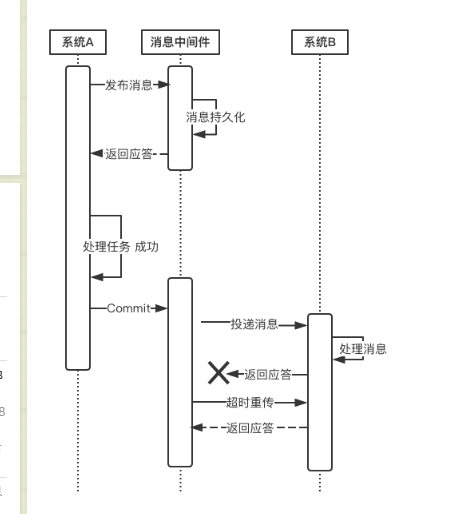 系统A
消息中间件
系统B
发布消息
消息持久化
返回应答
处理任务 成功
Commit
投递消息
处理消息
返回应答
超时重传
返回应答